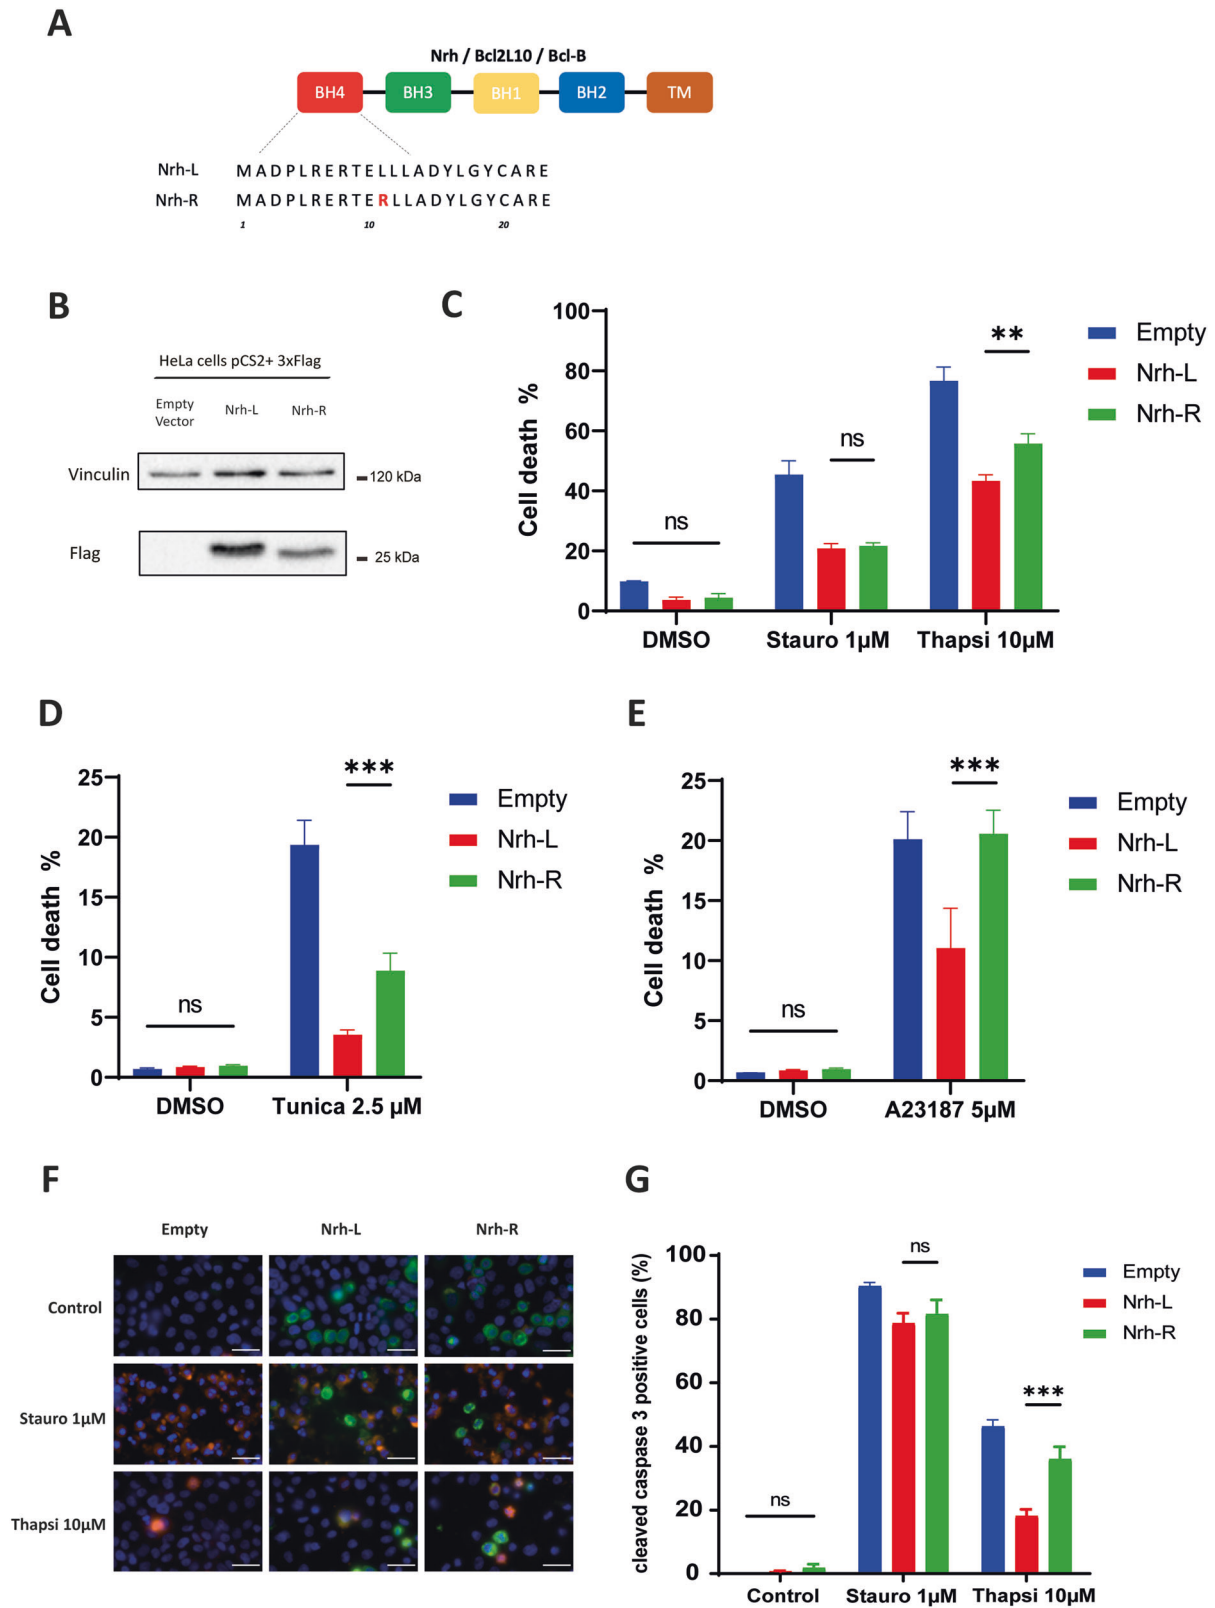 A
Nrh / Bcl2L10 / Bcl-B
BH4 BH3 BH1 BH2 TM
Nrh-L MADPLRERTELLLADYLGYCARE
Nrh-R MADPLRERTERLLADYLGYCARE
1 10 20
B
HeLa cells pCS2+ 3xFlag
Empty Vector Nrh-L Nrh-R
Vinculin 120 kDa
Flag 25 kDa
C
Cell death %
100
80
60
40
20
0
ns
ns
**
DMSO Stauro 1µM Thapsi 10µM
Empty
Nrh-L
Nrh-R
D
Cell death %
25
20
15
10
5
0
ns
***
DMSO Tunica 2.5 µM
Empty
Nrh-L
Nrh-R
E
Cell death %
25
20
15
10
5
0
ns
***
DMSO A23187 5µM
Empty
Nrh-L
Nrh-R
F
Empty Nrh-L Nrh-R
Control
Stauro 1µM
Thapsi 10µM
G
cleaved caspase 3 positive cells (%)
100
80
60
40
20
0
ns
ns
***
Control Stauro 1µM Thapsi 10µM
Empty
Nrh-L
Nrh-R